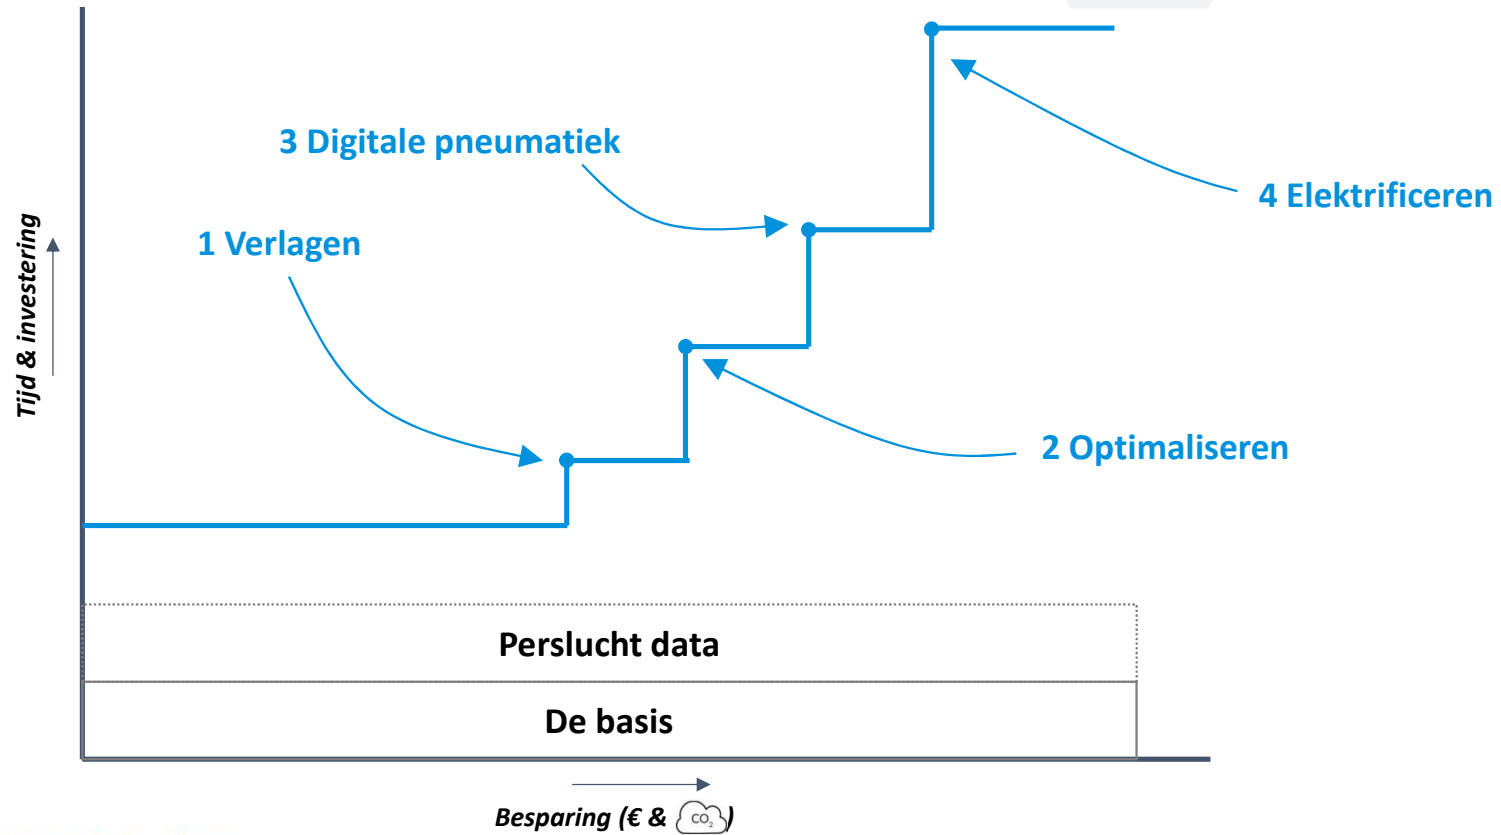 3 Digitale pneumatiek
4 Elektrificeren
1 Verlagen
Tijd & investering
2 Optimaliseren
Perslucht data
De basis
Besparing (€ & CO₂)